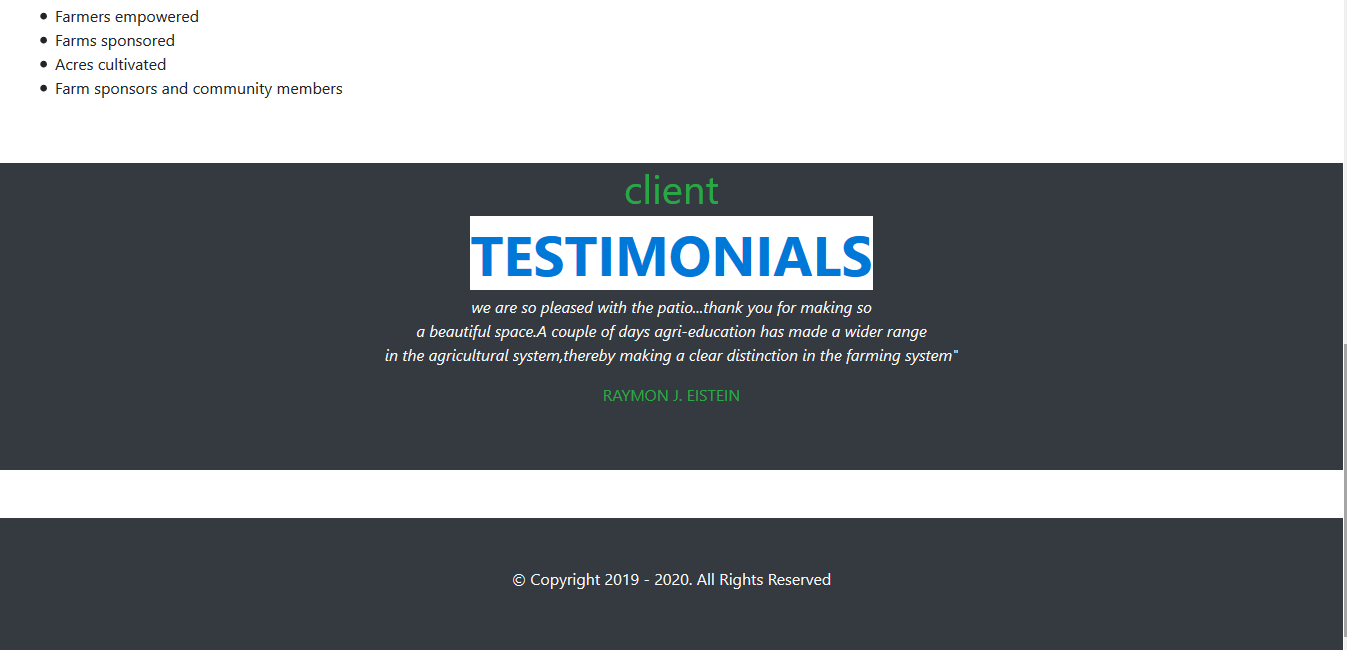 Farmers empowered
Farms sponsored
Acres cultivated
Farm sponsors and community members
client
TESTIMONIALS
we are so pleased with the patio...thank you for making so
a beautiful space.A couple of days agri-education has made a wider range
in the agricultural system,thereby making a clear distinction in the farming system"
RAYMON J. EISTEIN
© Copyright 2019 - 2020. All Rights Reserved